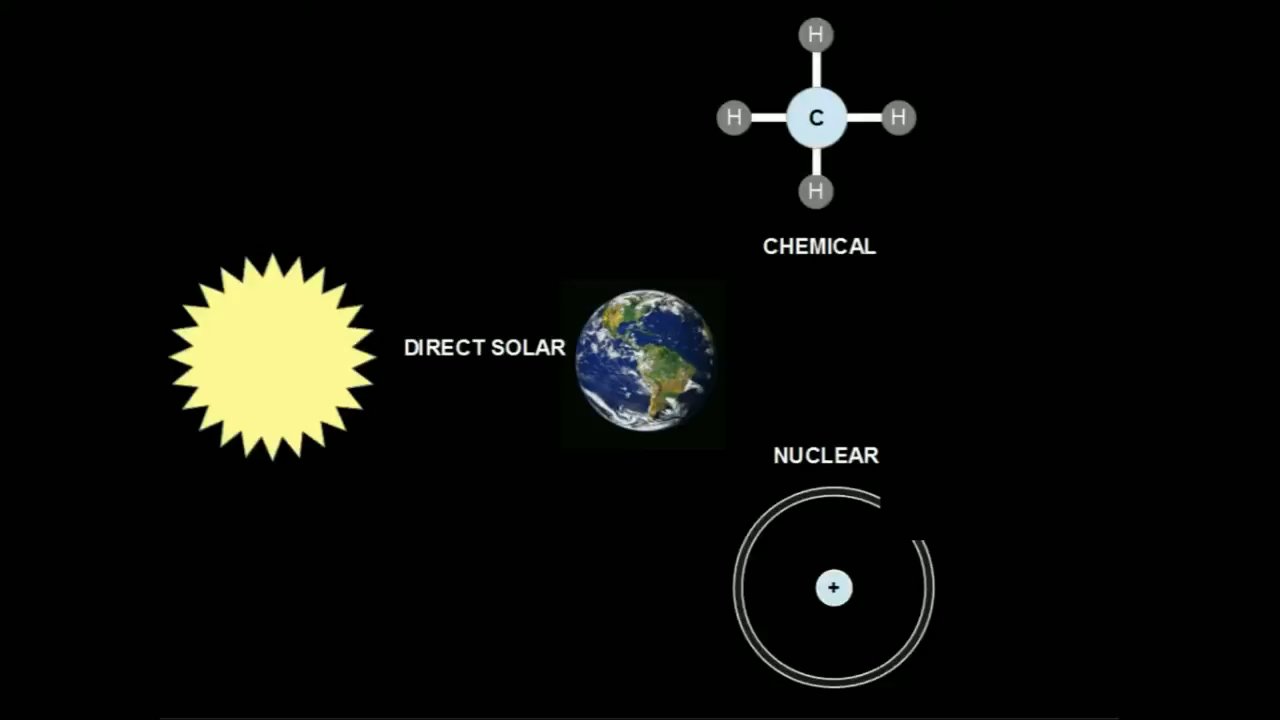 H
H C H
H
CHEMICAL
DIRECT SOLAR
NUCLEAR
+